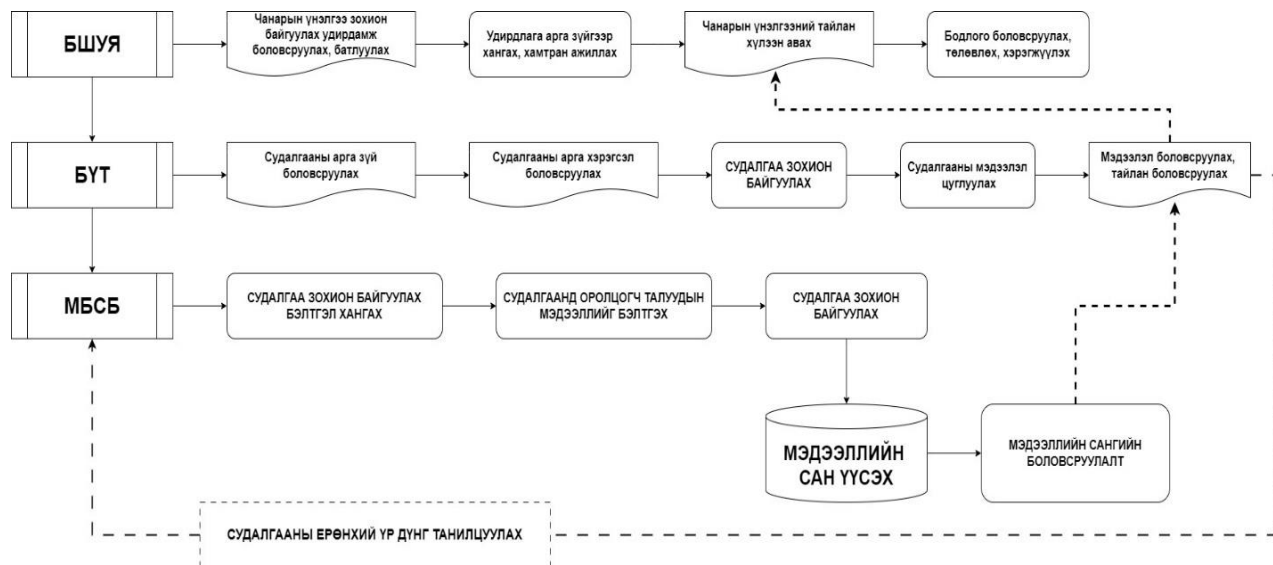 БШУЯ
Чанарын үнэлгээ зохион
байгуулах удирдамж
боловсруулах, батлуулах
Удирдлага арга зүйгээр
хангах, хамтран ажиллах
Чанарын үнэлгээний тайлан
хүлээн авах
Бодлого боловсруулах,
төлөвлөх, хэрэгжүүлэх
БҮТ
Судалгааны арга зүй
боловсруулах
Судалгааны арга хэрэгсэл
боловсруулах
СУДАЛГАА ЗОХИОН
БАЙГУУЛАХ
Судалгааны мэдээлэл
цуглуулах
Мэдээлэл боловсруулах,
тайлан боловсруулах
МБСБ
СУДАЛГАА ЗОХИОН БАЙГУУЛАХ
БЭЛТГЭЛ ХАНГАХ
СУДАЛГААНД ОРОЛЦОГЧ ТАЛУУДЫН
МЭДЭЭЛЛИЙГ БЭЛТГЭХ
СУДАЛГАА ЗОХИОН
БАЙГУУЛАХ
МЭДЭЭЛЛИЙН
САН ҮҮСЭХ
МЭДЭЭЛЛИЙН САНГИЙН
БОЛОВСРУУЛАЛТ
СУДАЛГААНЫ ЕРӨНХИЙ ҮР ДҮНГ ТАНИЛЦУУЛАХ